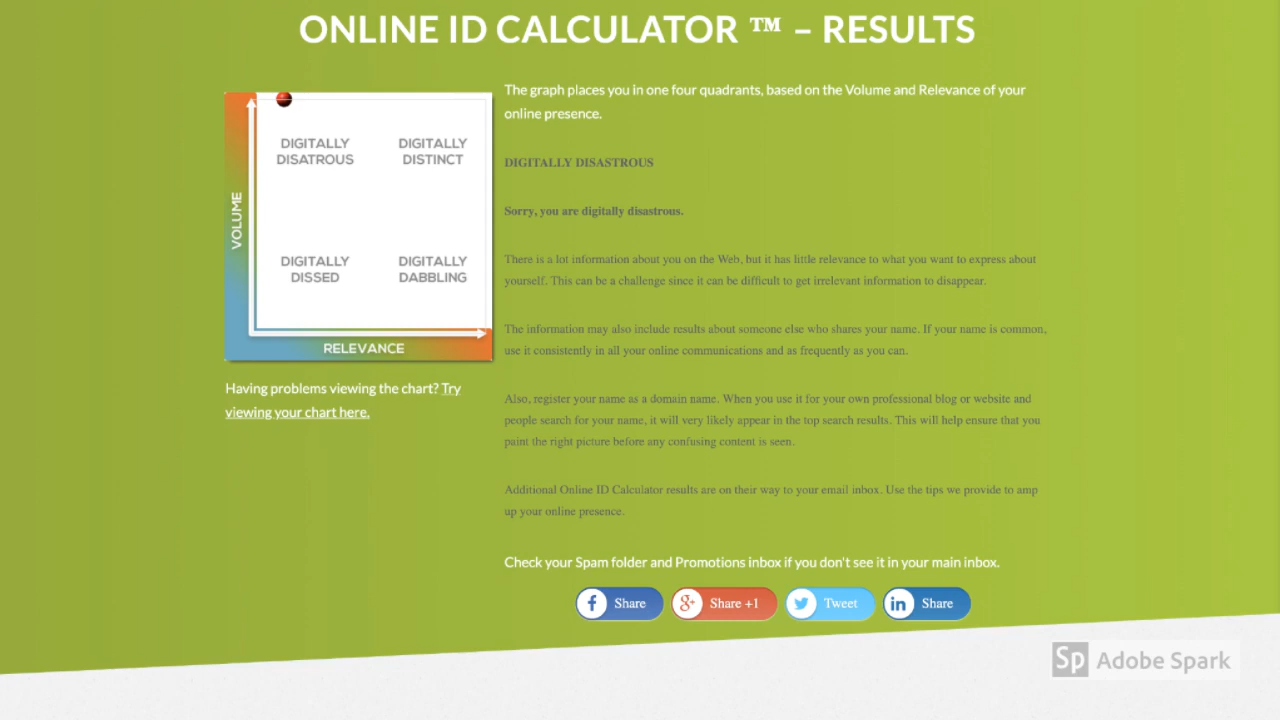 ONLINE ID CALCULATOR ™ – RESULTS
The graph places you in one four quadrants, based on the Volume and Relevance of your
online presence.
DIGITALLY
DISATROUS
DIGITALLY
DISTINCT
VOLUME
DIGITALLY
DISSED
DIGITALLY
DABBLING
RELEVANCE
Having problems viewing the chart? Try
viewing your chart here.
DIGITALLY DISASTROUS
Sorry, you are digitally disastrous.
There is a lot information about you on the Web, but it has little relevance to what you want to express about
yourself. This can be a challenge since it can be difficult to get irrelevant information to disappear.
The information may also include results about someone else who shares your name. If your name is common,
use it consistently in all your online communications and as frequently as you can.
Also, register your name as a domain name. When you use it for your own professional blog or website and
people search for your name, it will very likely appear in the top search results. This will help ensure that you
paint the right picture before any confusing content is seen.
Additional Online ID Calculator results are on their way to your email inbox. Use the tips we provide to amp
up your online presence.
Check your Spam folder and Promotions inbox if you don't see it in your main inbox.
f Share
g+ Share +1
Tweet
in Share
Sp Adobe Spark